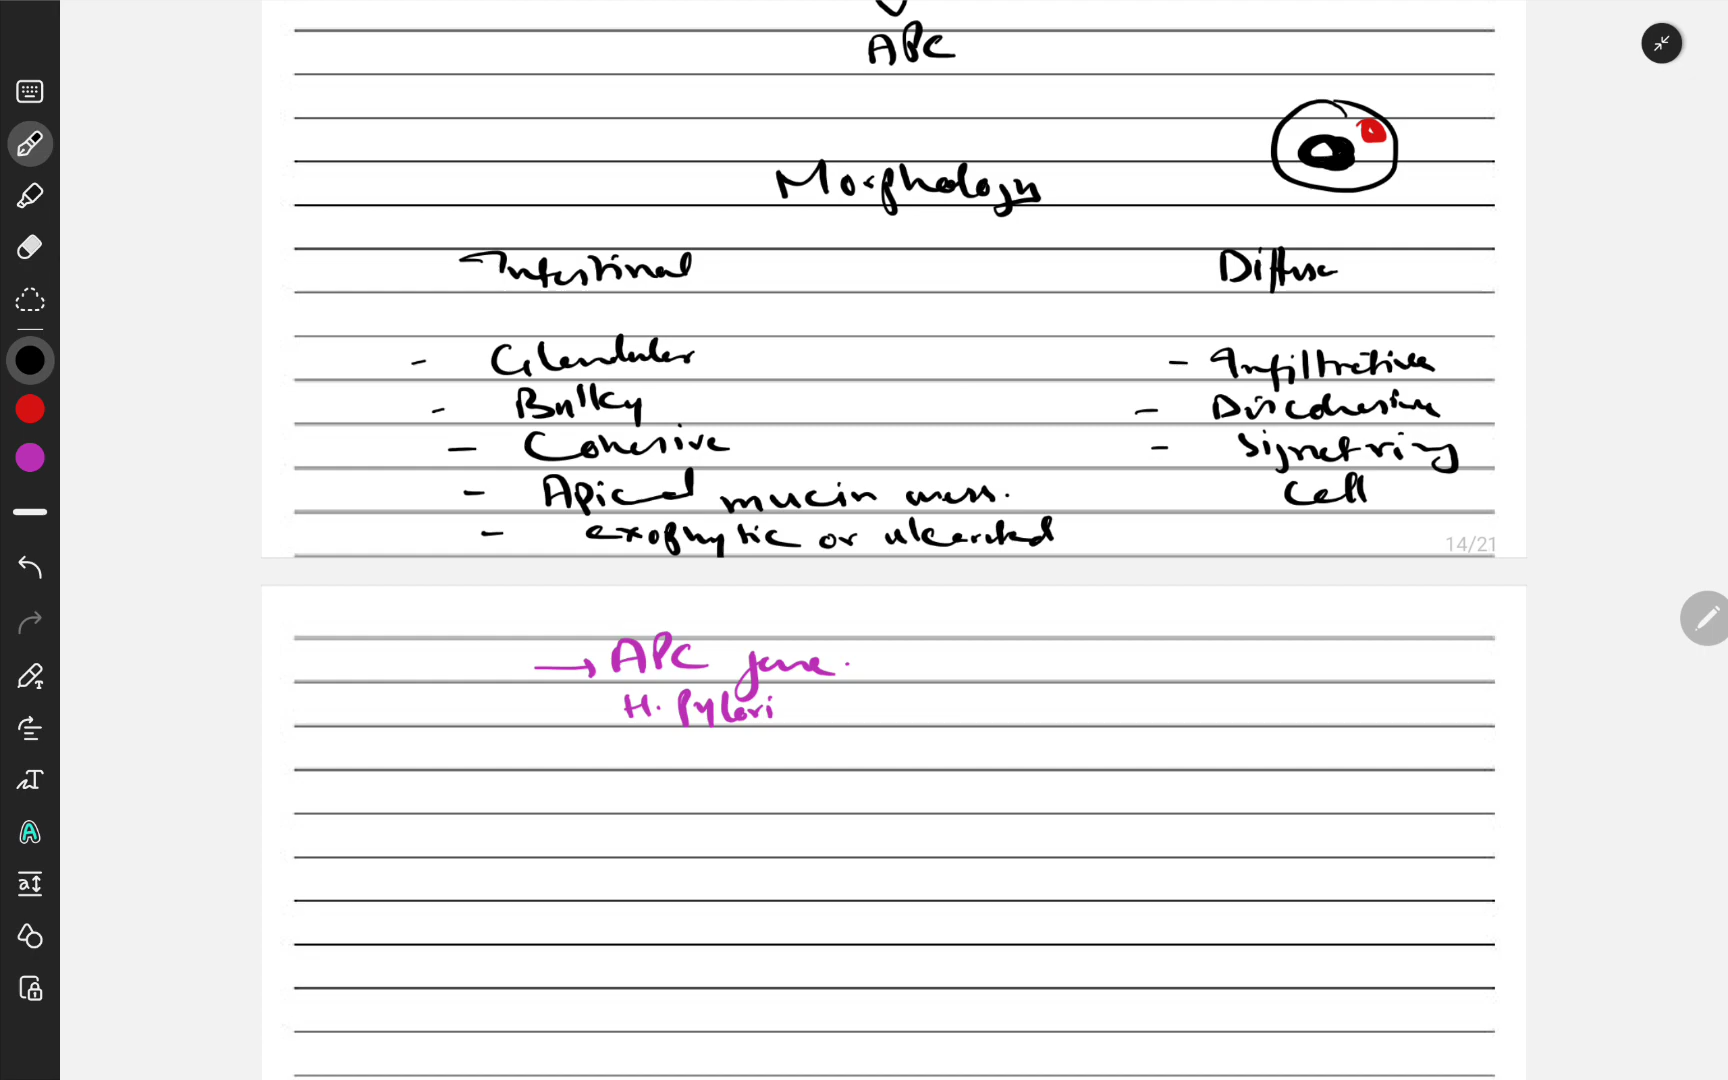 APC
Morphology
Intestinal Diffuse
- Glandular - Infiltrative
- Bulky - Discohesive
- Cohesive - Signet ring
- Apical mucin cell
- exophytic or ulcerated
14/21
→ APC gene.
H. Pylori